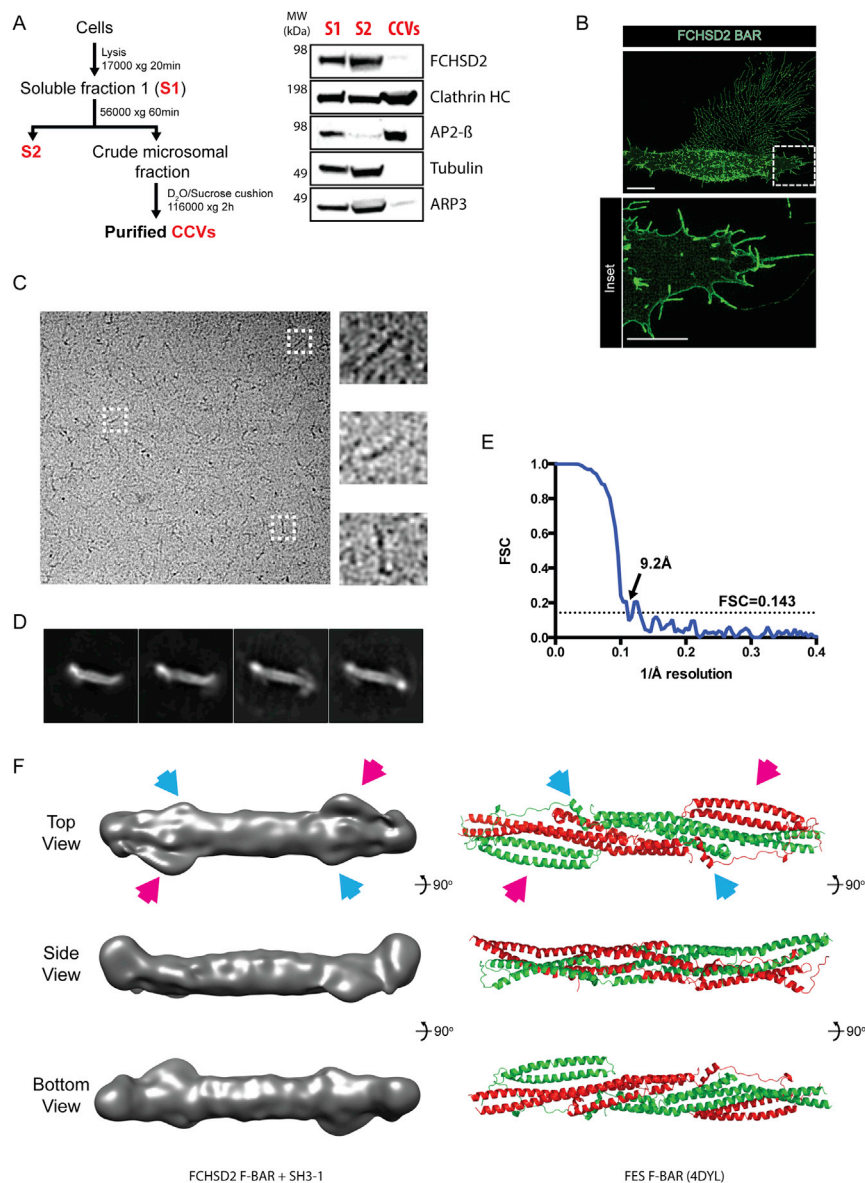 A
Cells
Lysis
17000 xg 20min
Soluble fraction 1 (S1)
56000 xg 60min
S2
Crude microsomal
fraction
D2O/Sucrose cushion
116000 xg 2h
Purified CCVs
MW
(kDa)
S1 S2 CCVs
98
FCHSD2
198
Clathrin HC
98
AP2-ß
49
Tubulin
49
ARP3
B
FCHSD2 BAR
Inset
C
D
E
FSC
1.0
0.8
0.6
0.4
0.2
0.0
9.2Å
FSC=0.143
0.0 0.1 0.2 0.3 0.4
1/Å resolution
F
Top
View
90º
90º
Side
View
90º
90º
Bottom
View
FCHSD2 F-BAR + SH3-1
FES F-BAR (4DYL)